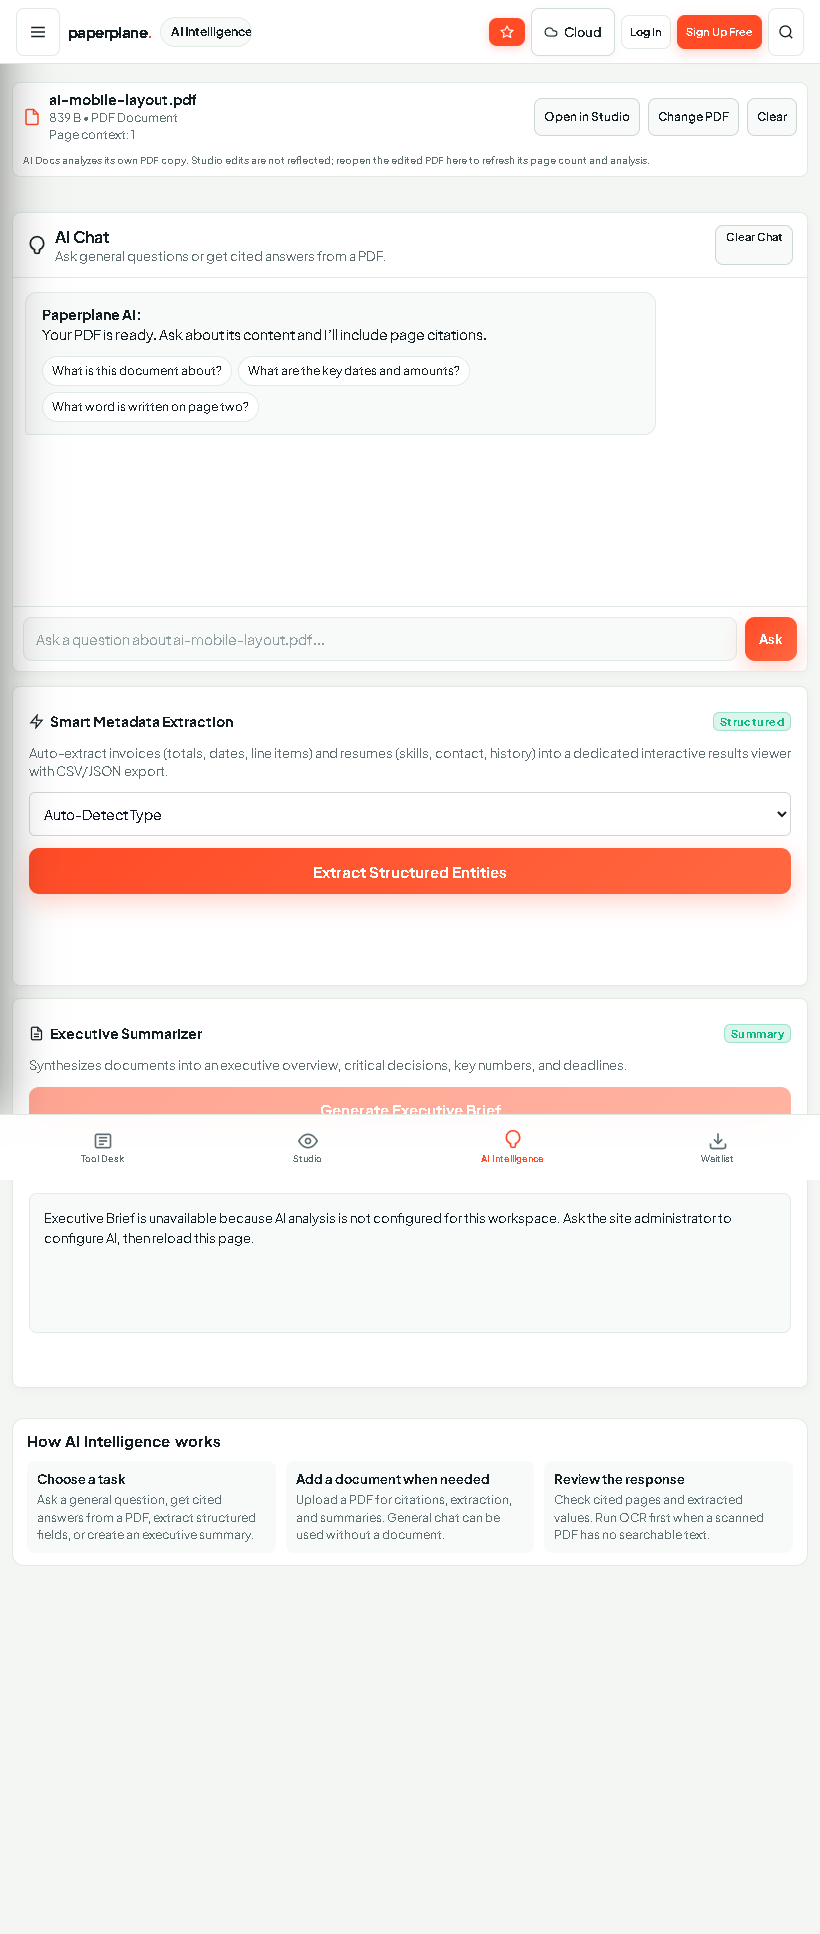 paperplane.
AI Intelligence
Cloud
Log In
Sign Up Free
ai-mobile-layout.pdf
839 B • PDF Document
Page context: 1
Open in Studio
Change PDF
Clear
AI Docs analyzes its own PDF copy. Studio edits are not reflected; reopen the edited PDF here to refresh its page count and analysis.
AI Chat
Ask general questions or get cited answers from a PDF.
Clear Chat
Paperplane AI:
Your PDF is ready. Ask about its content and I'll include page citations.
What is this document about?
What are the key dates and amounts?
What word is written on page two?
Ask a question about ai-mobile-layout.pdf...
Ask
Smart Metadata Extraction
Structured
Auto-extract invoices (totals, dates, line items) and resumes (skills, contact, history) into a dedicated interactive results viewer
with CSV/JSON export.
Auto-Detect Type
Extract Structured Entities
Executive Summarizer
Summary
Synthesizes documents into an executive overview, critical decisions, key numbers, and deadlines.
Generate Executive Brief
Tool Desk
Studio
AI Intelligence
Waitlist
Executive Brief is unavailable because AI analysis is not configured for this workspace. Ask the site administrator to
configure AI, then reload this page.
How AI Intelligence works
Choose a task
Ask a general question, get cited
answers from a PDF, extract structured
fields, or create an executive summary.
Add a document when needed
Upload a PDF for citations, extraction,
and summaries. General chat can be
used without a document.
Review the response
Check cited pages and extracted
values. Run OCR first when a scanned
PDF has no searchable text.